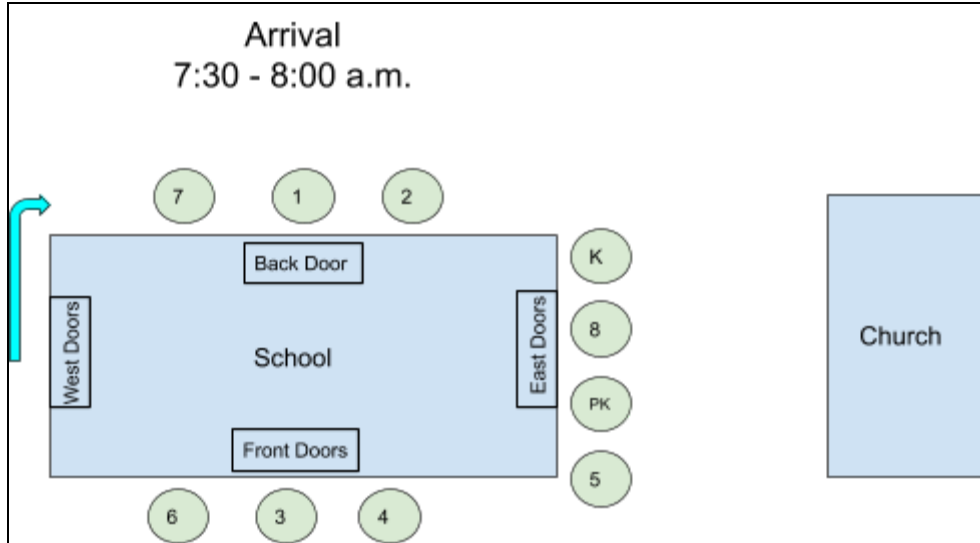 Arrival
7:30 - 8:00 a.m.
7
1
2
Back Door
K
West Doors
School
East Doors
8
PK
Church
Front Doors
5
6
3
4